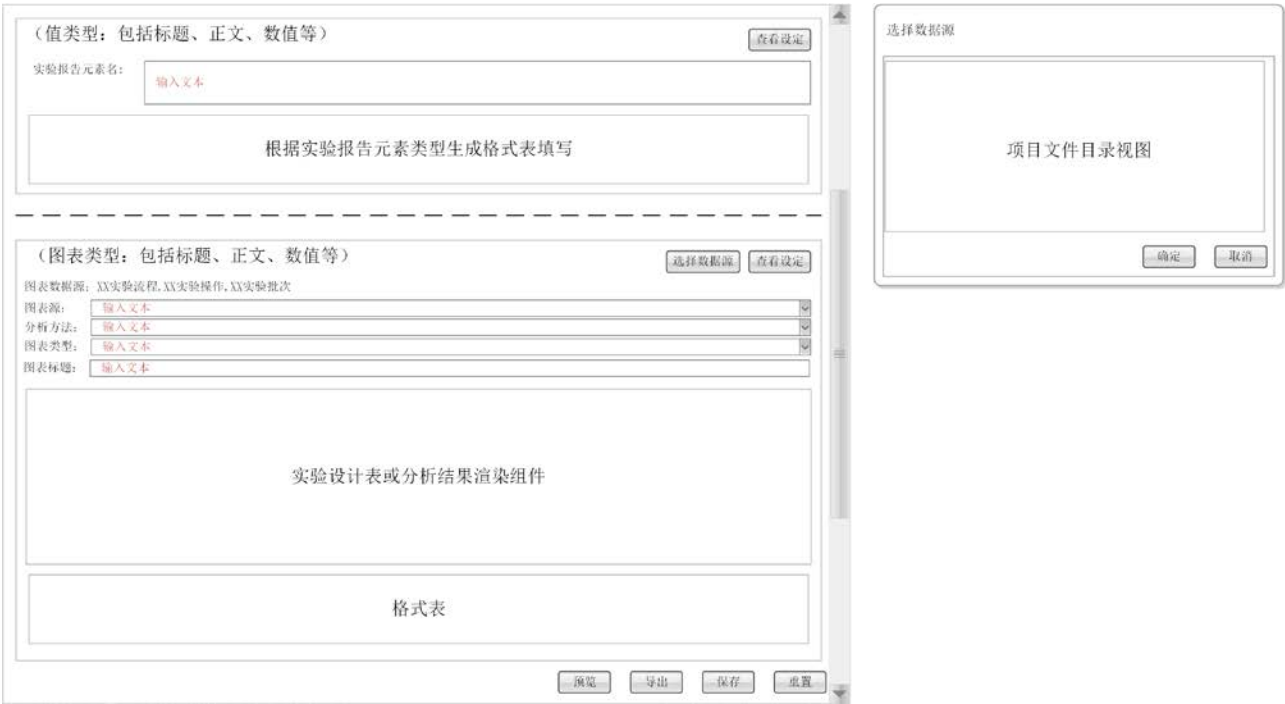 （值类型：包括标题、正文、数值等）
查看设定
实验报告元素名：
输入文本
根据实验报告元素类型生成格式表填写
（图表类型：包括标题、正文、数值等）
选择数据源
查看设定
图表数据源：XX实验流程,XX实验操作,XX实验批次
图表源：
输入文本
分析方法：
输入文本
图表类型：
输入文本
图表标题：
输入文本
实验设计表或分析结果渲染组件
格式表
预览
导出
保存
重置
选择数据源
项目文件目录视图
确定
取消